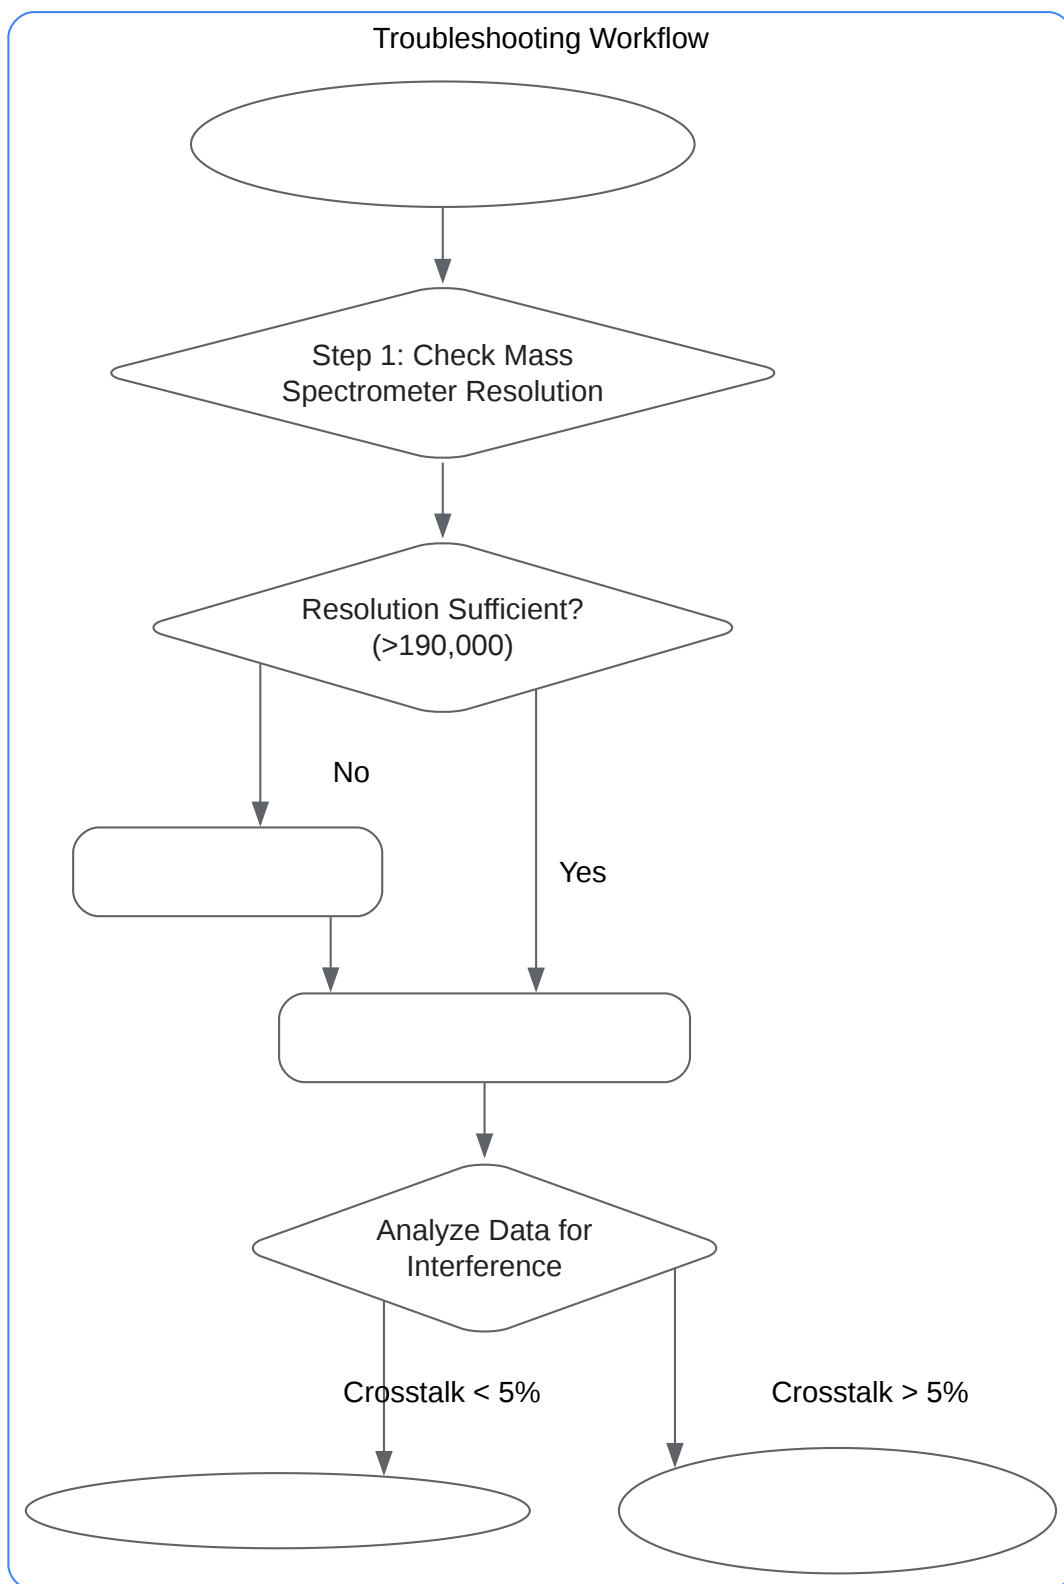 Troubleshooting Workflow
Step 1: Check Mass
Spectrometer Resolution
Resolution Sufficient?
(>190,000)
No
Yes
Analyze Data for
Interference
Crosstalk < 5%
Crosstalk > 5%